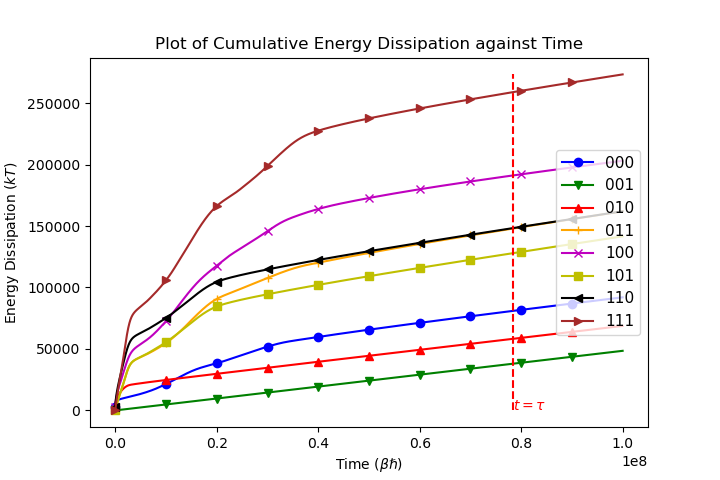 Plot of Cumulative Energy Dissipation against Time
Energy Dissipation (kT)
250000
200000
150000
100000
50000
0
0.0 0.2 0.4 0.6 0.8 1.0
1e8
Time (βħ)
t = τ
000
001
010
011
100
101
110
111